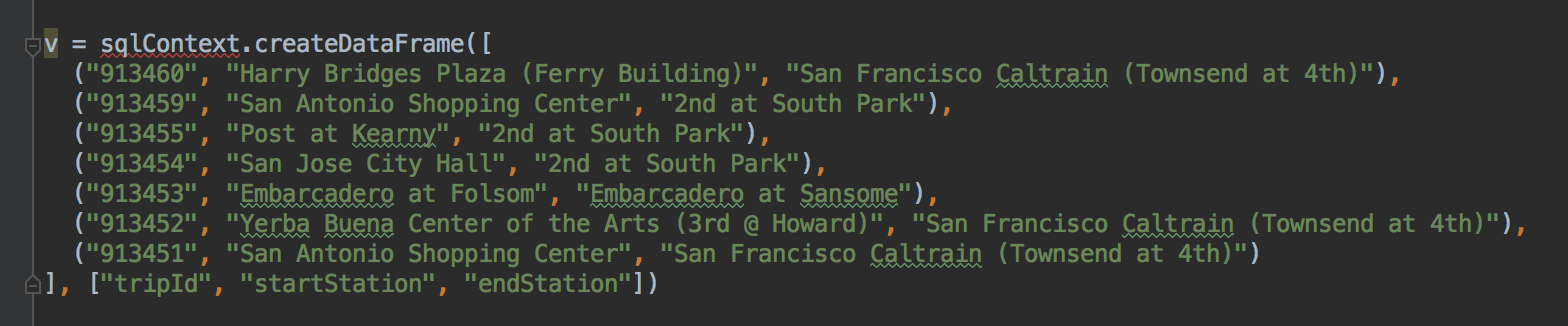 v = sqlContext.createDataFrame([
("913460", "Harry Bridges Plaza (Ferry Building)", "San Francisco Caltrain (Townsend at 4th)"),
("913459", "San Antonio Shopping Center", "2nd at South Park"),
("913455", "Post at Kearny", "2nd at South Park"),
("913454", "San Jose City Hall", "2nd at South Park"),
("913453", "Embarcadero at Folsom", "Embarcadero at Sansome"),
("913452", "Yerba Buena Center of the Arts (3rd @ Howard)", "San Francisco Caltrain (Townsend at 4th)"),
("913451", "San Antonio Shopping Center", "San Francisco Caltrain (Townsend at 4th)")
], ["tripId", "startStation", "endStation"])